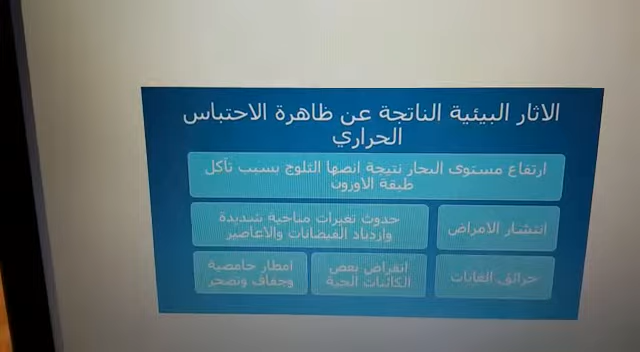 الاثار البيئية الناتجة عن ظاهرة الاحتباس
الحراري
ارتفاع مستوى البحار نتيجة انصها الثلوج بسبب تآكل
طبقة الاوزون
انتشار الامراض
حدوث تغيرات مناخية شديدة
وازدياد الفيضانات والاعاصير
حرائق الغابات
انقراض بعض
الكائنات الحية
امطار حامضية
وجفاف وتصحر